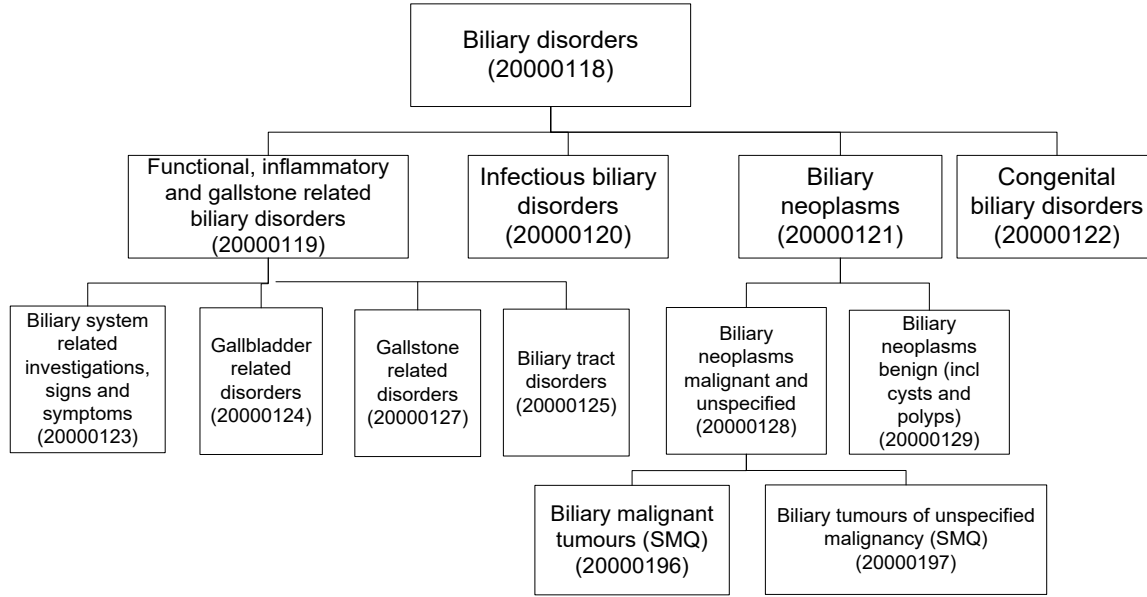 Biliary disorders
(20000118)
Functional, inflammatory
and gallstone related
biliary disorders
(20000119)
Infectious biliary
disorders
(20000120)
Biliary
neoplasms
(20000121)
Congenital
biliary disorders
(20000122)
Biliary system
related
investigations,
signs and
symptoms
(20000123)
Gallbladder
related
disorders
(20000124)
Gallstone
related
disorders
(20000127)
Biliary tract
disorders
(20000125)
Biliary
neoplasms
malignant and
unspecified
(20000128)
Biliary
neoplasms
benign (incl
cysts and
polyps)
(20000129)
Biliary malignant
tumours (SMQ)
(20000196)
Biliary tumours of unspecified
malignancy (SMQ)
(20000197)